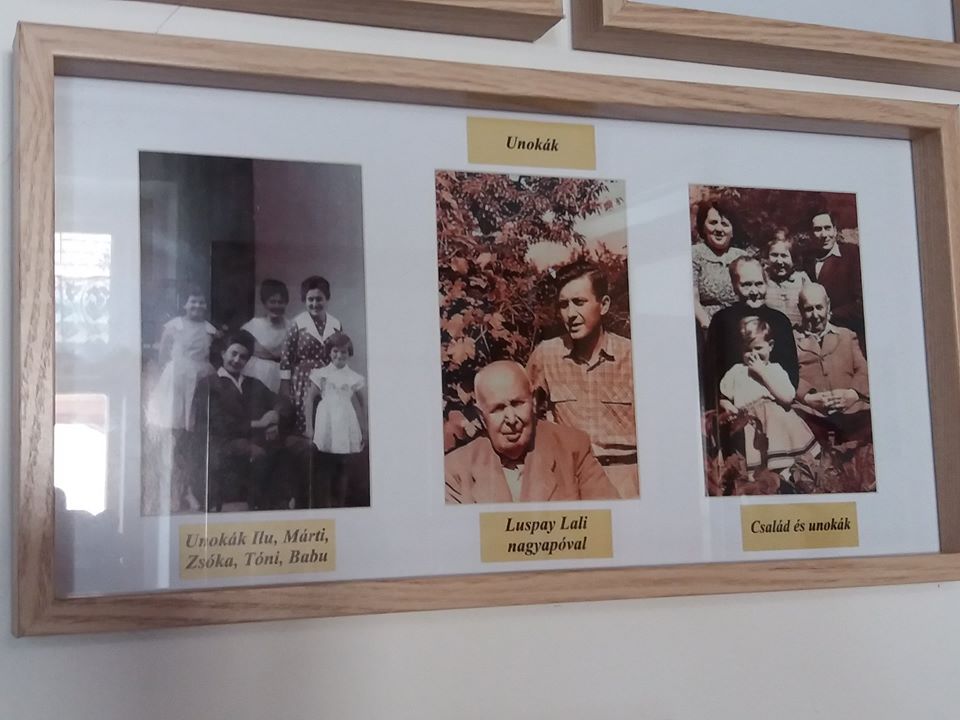 Unokák
Unokák Ilu, Márti,
Zsóka, Tóni, Babu
Luspay Lali
nagyapóval
Család és unokák